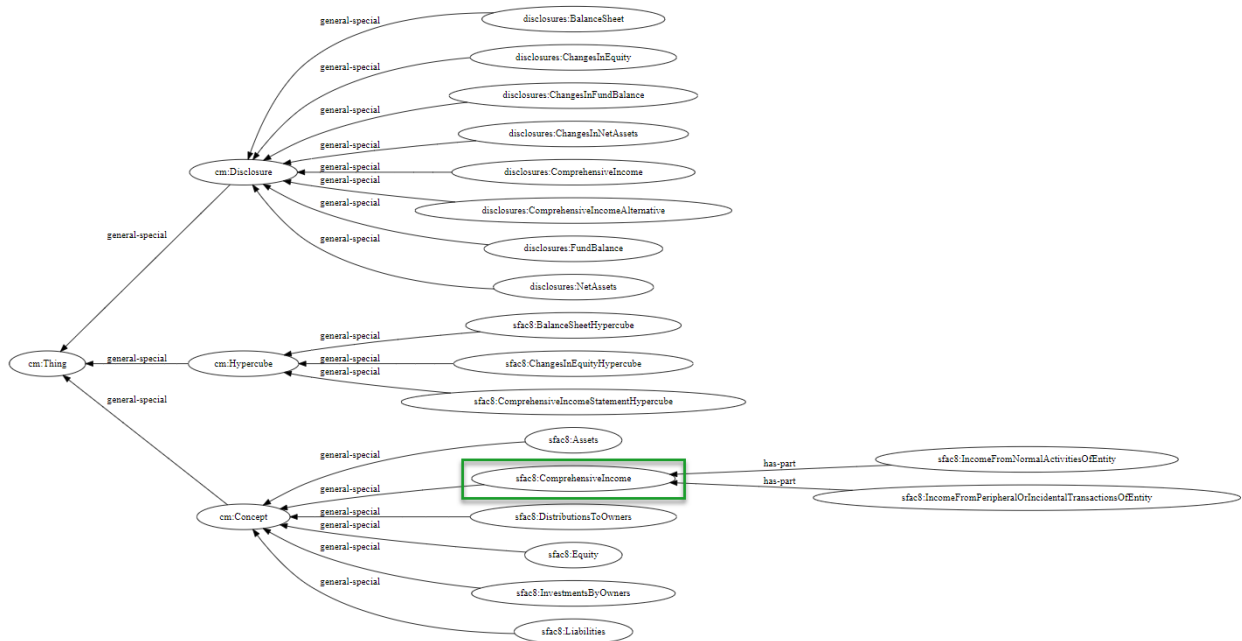 general-special
disclosures:BalanceSheet
general-special
disclosures:ChangesInEquity
general-special
disclosures:ChangesInFundBalance
general-special
disclosures:ChangesInNetAssets
cm:Disclosure
general-special
disclosures:ComprehensiveIncome
general-special
disclosures:ComprehensiveIncomeAlternative
general-special
general-special
disclosures:FundBalance
general-special
disclosures:NetAssets
sfac8:BalanceSheetHypercube
general-special
cm:Thing
general-special
cm:Hypercube
general-special
sfac8:ChangesInEquityHypercube
general-special
sfac8:ComprehensiveIncomeStatementHypercube
general-special
sfac8:Assets
general-special
sfac8:ComprehensiveIncome
has-part
sfac8:IncomeFromNormalActivitiesOfEntity
general-special
has-part
sfac8:IncomeFromPeripheralOrIncidentalTransactionsOfEntity
cm:Concept
general-special
sfac8:DistributionsToOwners
general-special
sfac8:Equity
general-special
sfac8:InvestmentsByOwners
general-special
sfac8:Liabilities